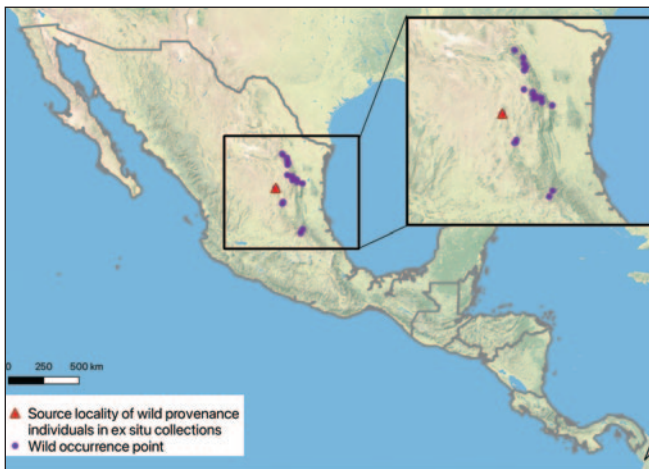 0 250 500 km
Source locality of wild provenance
individuals in ex situ collections
Wild occurrence point